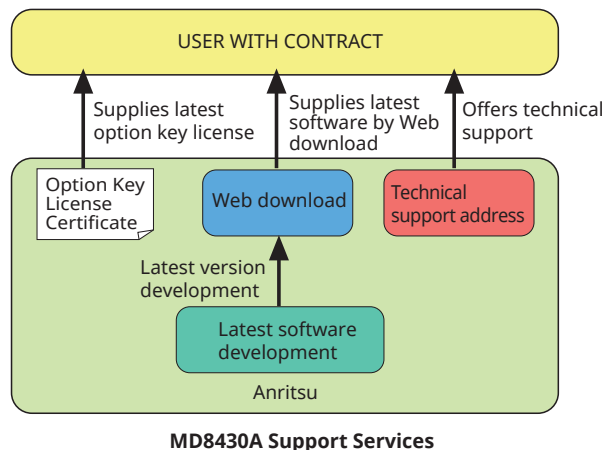 USER WITH CONTRACT
Supplies latest
option key license
Supplies latest
software by Web
download
Offers technical
support
Option Key
License
Certificate
Web download
Technical
support address
Latest version
development
Latest software
development
Anritsu
MD8430A Support Services